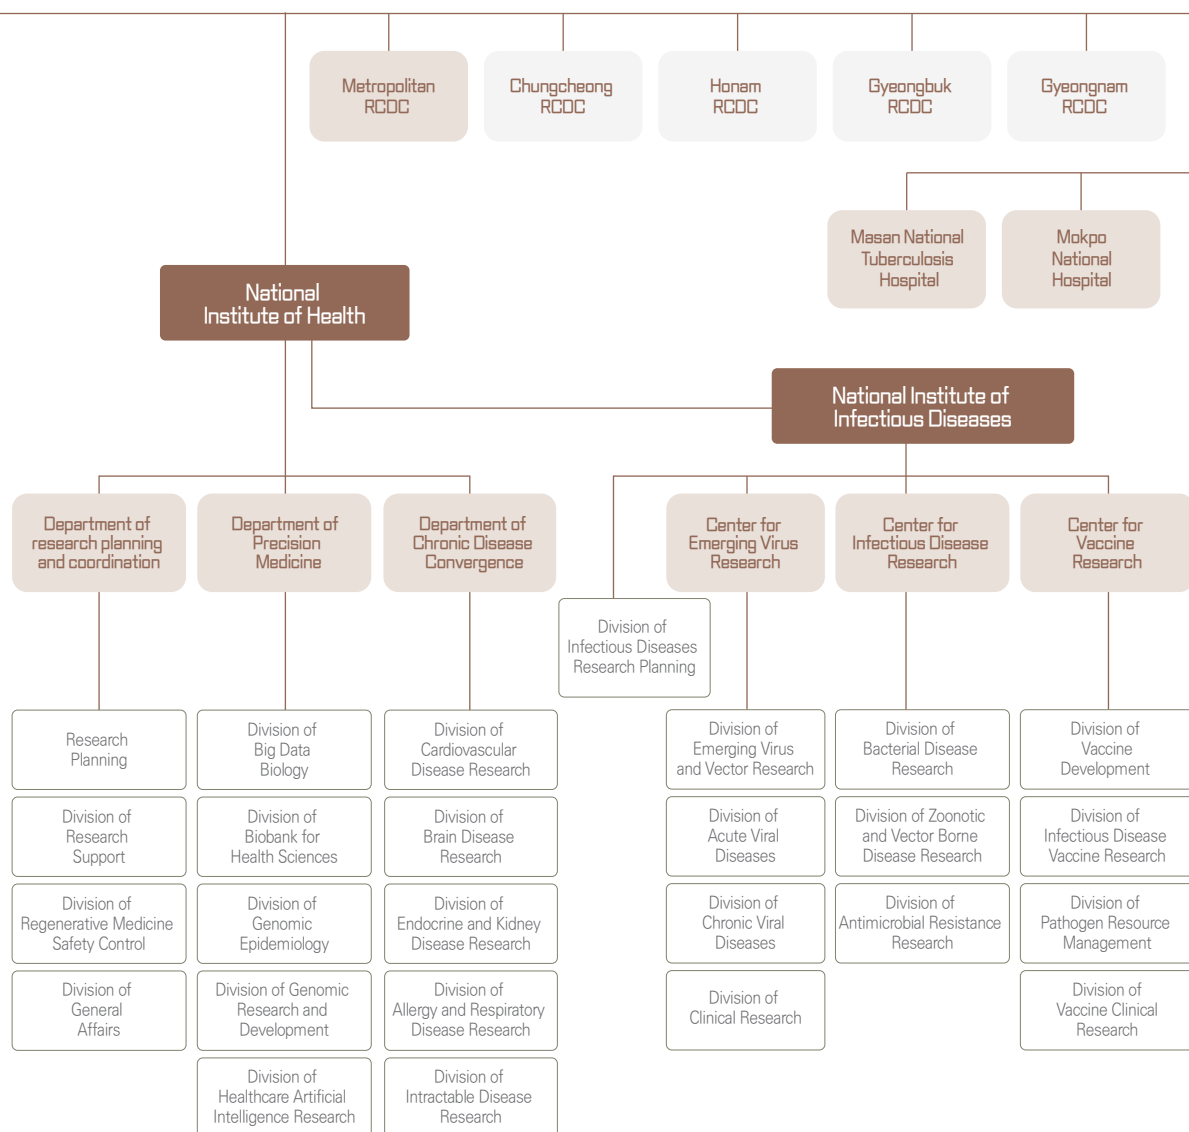 Metropolitan
RCDC
Chungcheong
RCDC
Honam
RCDC
Gyeongbuk
RCDC
Gyeongnam
RCDC
Masan National
Tuberculosis
Hospital
Mokpo
National
Hospital
National
Institute of Health
National Institute of
Infectious Diseases
Department of
research planning
and coordination
Department of
Precision
Medicine
Department of
Chronic Disease
Convergence
Center for
Emerging Virus
Research
Center for
Infectious Disease
Research
Center for
Vaccine
Research
Division of
Infectious Diseases
Research Planning
Research
Planning
Division of
Research
Support
Division of
Regenerative Medicine
Safety Control
Division of
General
Affairs
Division of
Big Data
Biology
Division of
Biobank for
Health Sciences
Division of
Genomic
Epidemiology
Division of Genomic
Research and
Development
Division of
Healthcare Artificial
Intelligence Research
Division of
Cardiovascular
Disease Research
Division of
Brain Disease
Research
Division of
Endocrine and Kidney
Disease Research
Division of
Allergy and Respiratory
Disease Research
Division of
Intractable Disease
Research
Division of
Emerging Virus
and Vector Research
Division of
Acute Viral
Diseases
Division of
Chronic Viral
Diseases
Division of
Clinical Research
Division of
Bacterial Disease
Research
Division of Zoonotic
and Vector Borne
Disease Research
Division of
Antimicrobial Resistance
Research
Division of
Vaccine
Development
Division of
Infectious Disease
Vaccine Research
Division of
Pathogen Resource
Management
Division of
Vaccine Clinical
Research